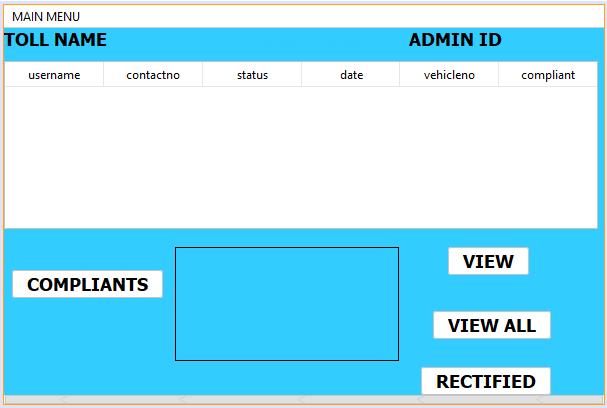 MAIN MENU
TOLL NAME ADMIN ID
username contactno status date vehicleno compliant
VIEW
COMPLIANTS
VIEW ALL
RECTIFIED